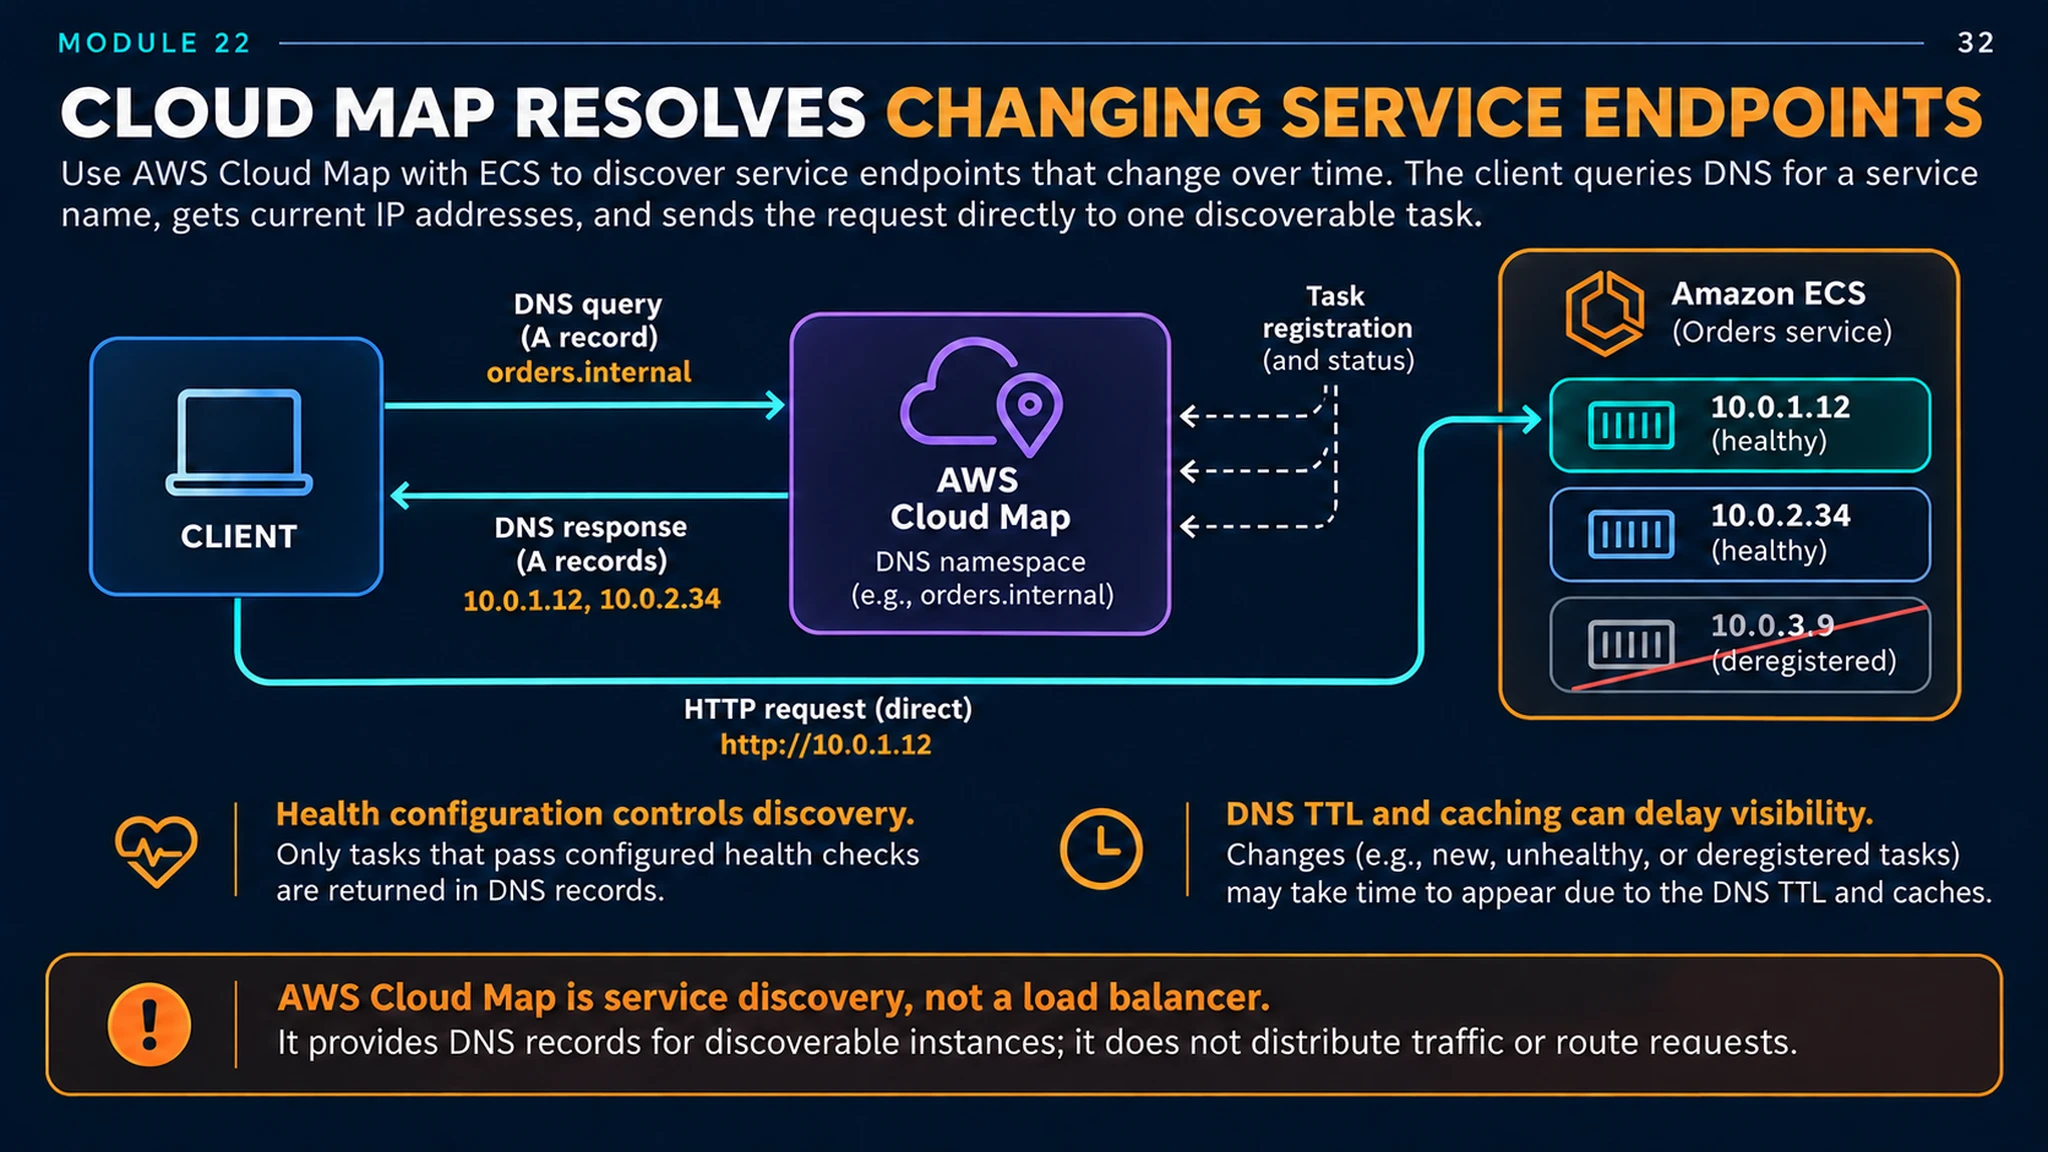 MODULE 22
32
CLOUD MAP RESOLVES CHANGING SERVICE ENDPOINTS
Use AWS Cloud Map with ECS to discover service endpoints that change over time. The client queries DNS for a service
name, gets current IP addresses, and sends the request directly to one discoverable task.
CLIENT
DNS query
(A record)
orders.internal
DNS response
(A records)
10.0.1.12, 10.0.2.34
AWS
Cloud Map
DNS namespace
(e.g., orders.internal)
Task
registration
(and status)
Amazon ECS
(Orders service)
10.0.1.12
(healthy)
10.0.2.34
(healthy)
10.0.3.9
(deregistered)
HTTP request (direct)
http://10.0.1.12
Health configuration controls discovery.
Only tasks that pass configured health checks
are returned in DNS records.
DNS TTL and caching can delay visibility.
Changes (e.g., new, unhealthy, or deregistered tasks)
may take time to appear due to the DNS TTL and caches.
AWS Cloud Map is service discovery, not a load balancer.
It provides DNS records for discoverable instances; it does not distribute traffic or route reauests.